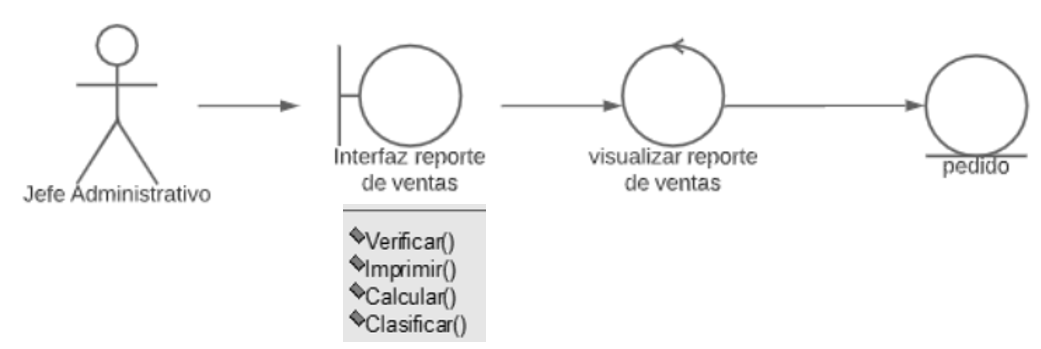 Jefe Administrativo
Interfaz reporte
de ventas
visualizar reporte
de ventas
pedido
Verificar()
Imprimir()
Calcular()
Clasificar()